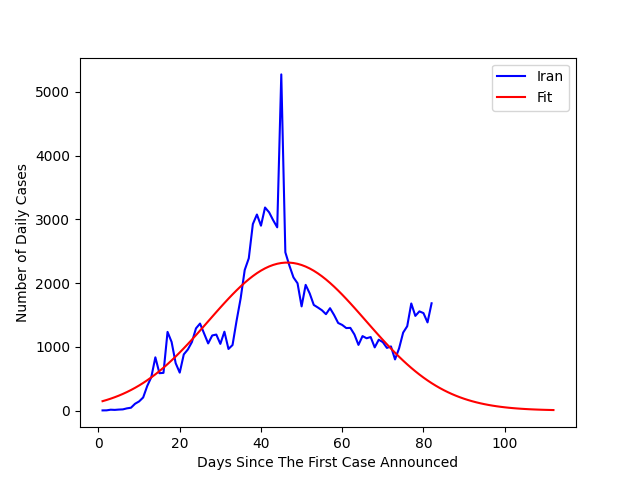 Iran
Fit
5000
4000
3000
2000
1000
0
Number of Daily Cases
0 20 40 60 80 100
Days Since The First Case Announced